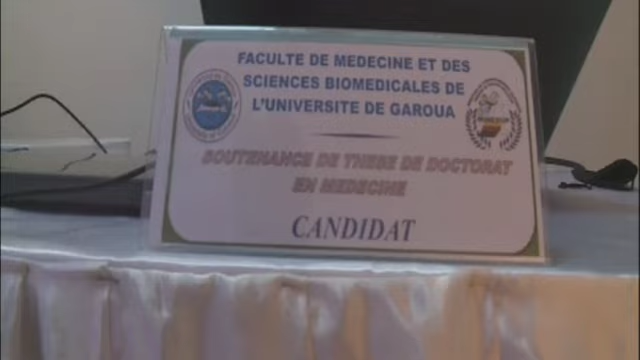 FACULTE DE MEDECINE ET DES
SCIENCES BIOMEDICALES DE
L'UNIVERSITE DE GAROUA
SOUTENANCE DE THESE DE DOCTORAT
EN MEDECINE
CANDIDAT